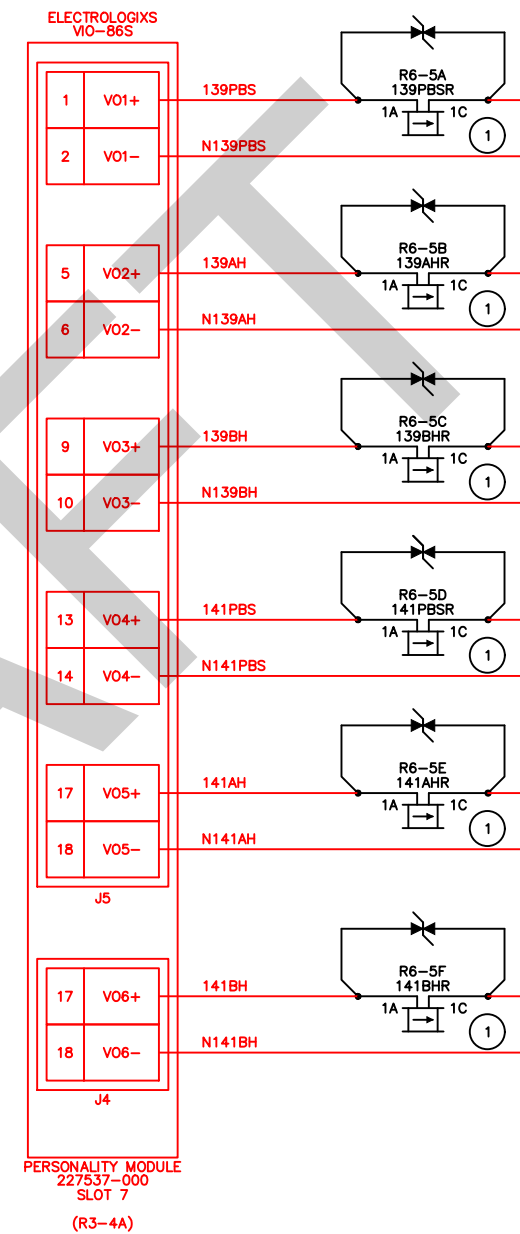 ELECTROLOGIXS
VIO-86S
1 VO1+ 139PBS
R6-5A
139PBSR
1A 1C
1
2 VO1- N139PBS
5 VO2+ 139AH
R6-5B
139AHR
1A 1C
1
6 VO2- N139AH
9 VO3+ 139BH
R6-5C
139BHR
1A 1C
1
10 VO3- N139BH
13 VO4+ 141PBS
R6-5D
141PBSR
1A 1C
1
14 VO4- N141PBS
17 VO5+ 141AH
R6-5E
141AHR
1A 1C
1
18 VO5- N141AH
J5
17 VO6+ 141BH
R6-5F
141BHR
1A 1C
1
18 VO6- N141BH
J4
PERSONALITY MODULE
227537-000
SLOT 7
(R3-4A)